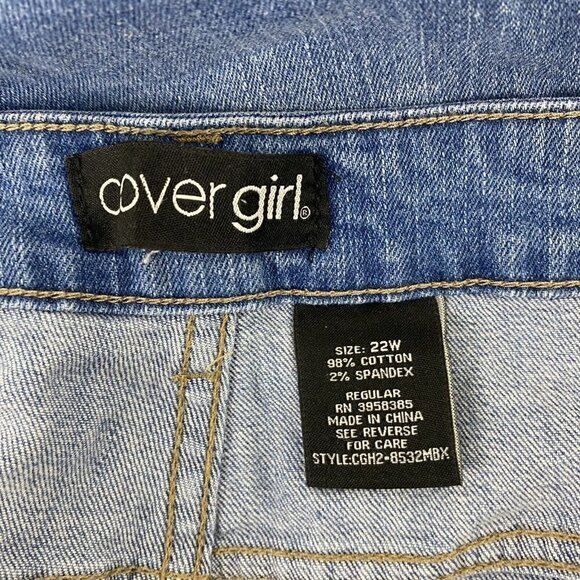 cover girl®
SIZE: 22W
98% COTTON
2% SPANDEX
REGULAR
RN 3958385
MADE IN CHINA
SEE REVERSE
FOR CARE
STYLE:CGH2-8532MBX